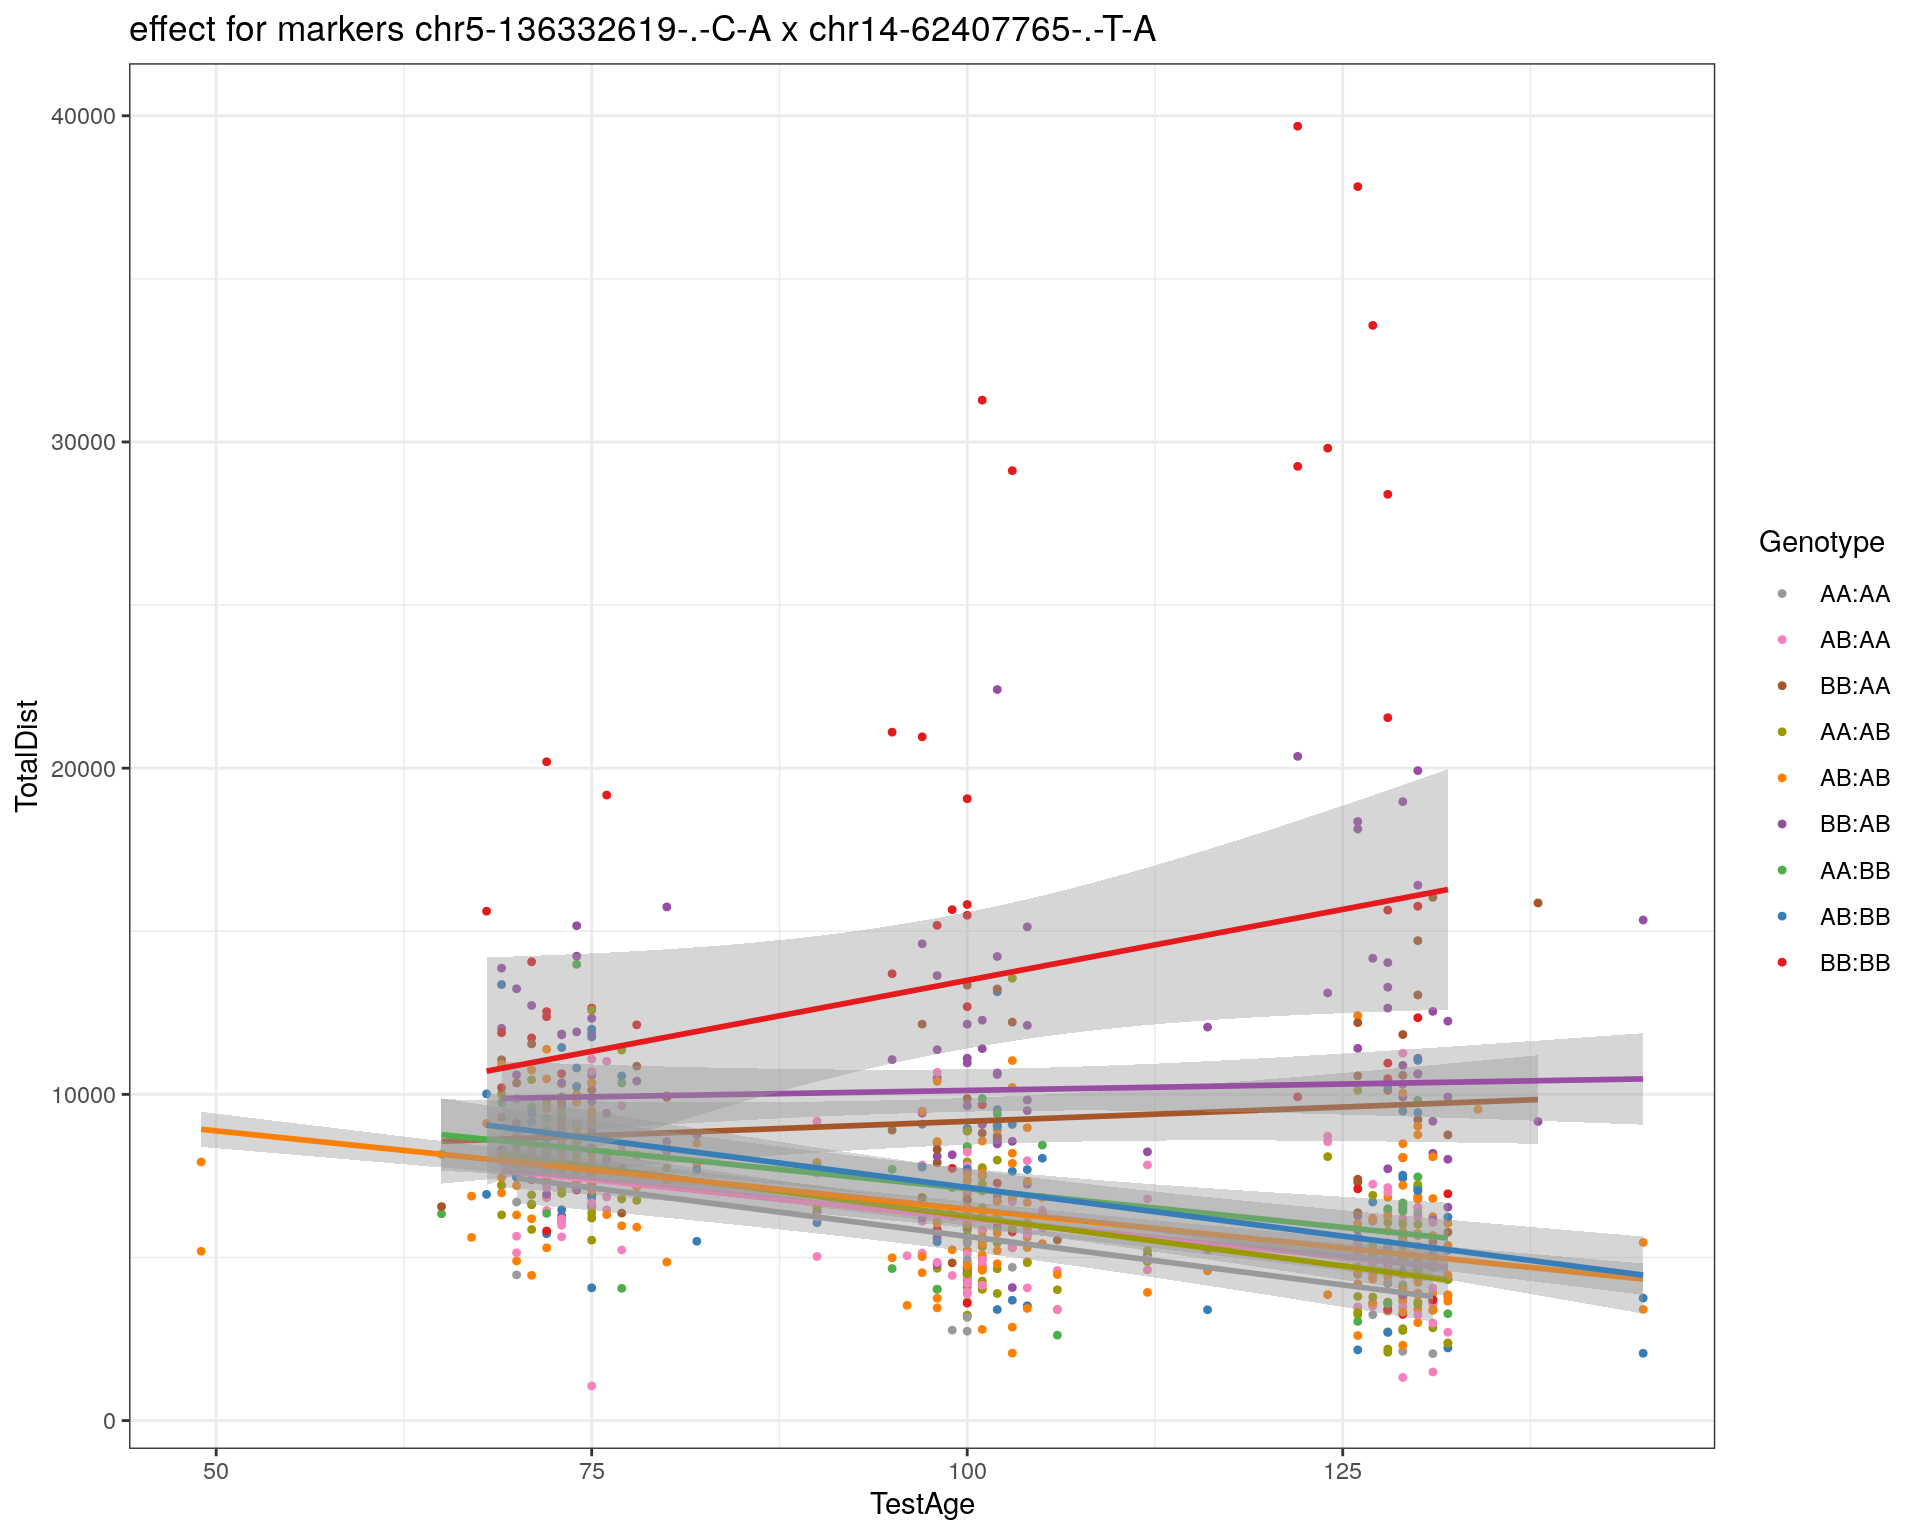 effect for markers chr5-136332619-.-C-A x chr14-62407765-.-T-A
40000
30000
20000
10000
0
TotalDist
50
75
100
125
TestAge
Genotype
AA:AA
AB:AA
BB:AA
AA:AB
AB:AB
BB:AB
AA:BB
AB:BB
BB:BB